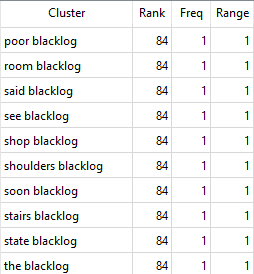 Cluster Rank Freq Range
poor blacklog 84 1 1
room blacklog 84 1 1
said blacklog 84 1 1
see blacklog 84 1 1
shop blacklog 84 1 1
shoulders blacklog 84 1 1
soon blacklog 84 1 1
stairs blacklog 84 1 1
state blacklog 84 1 1
the blacklog 84 1 1